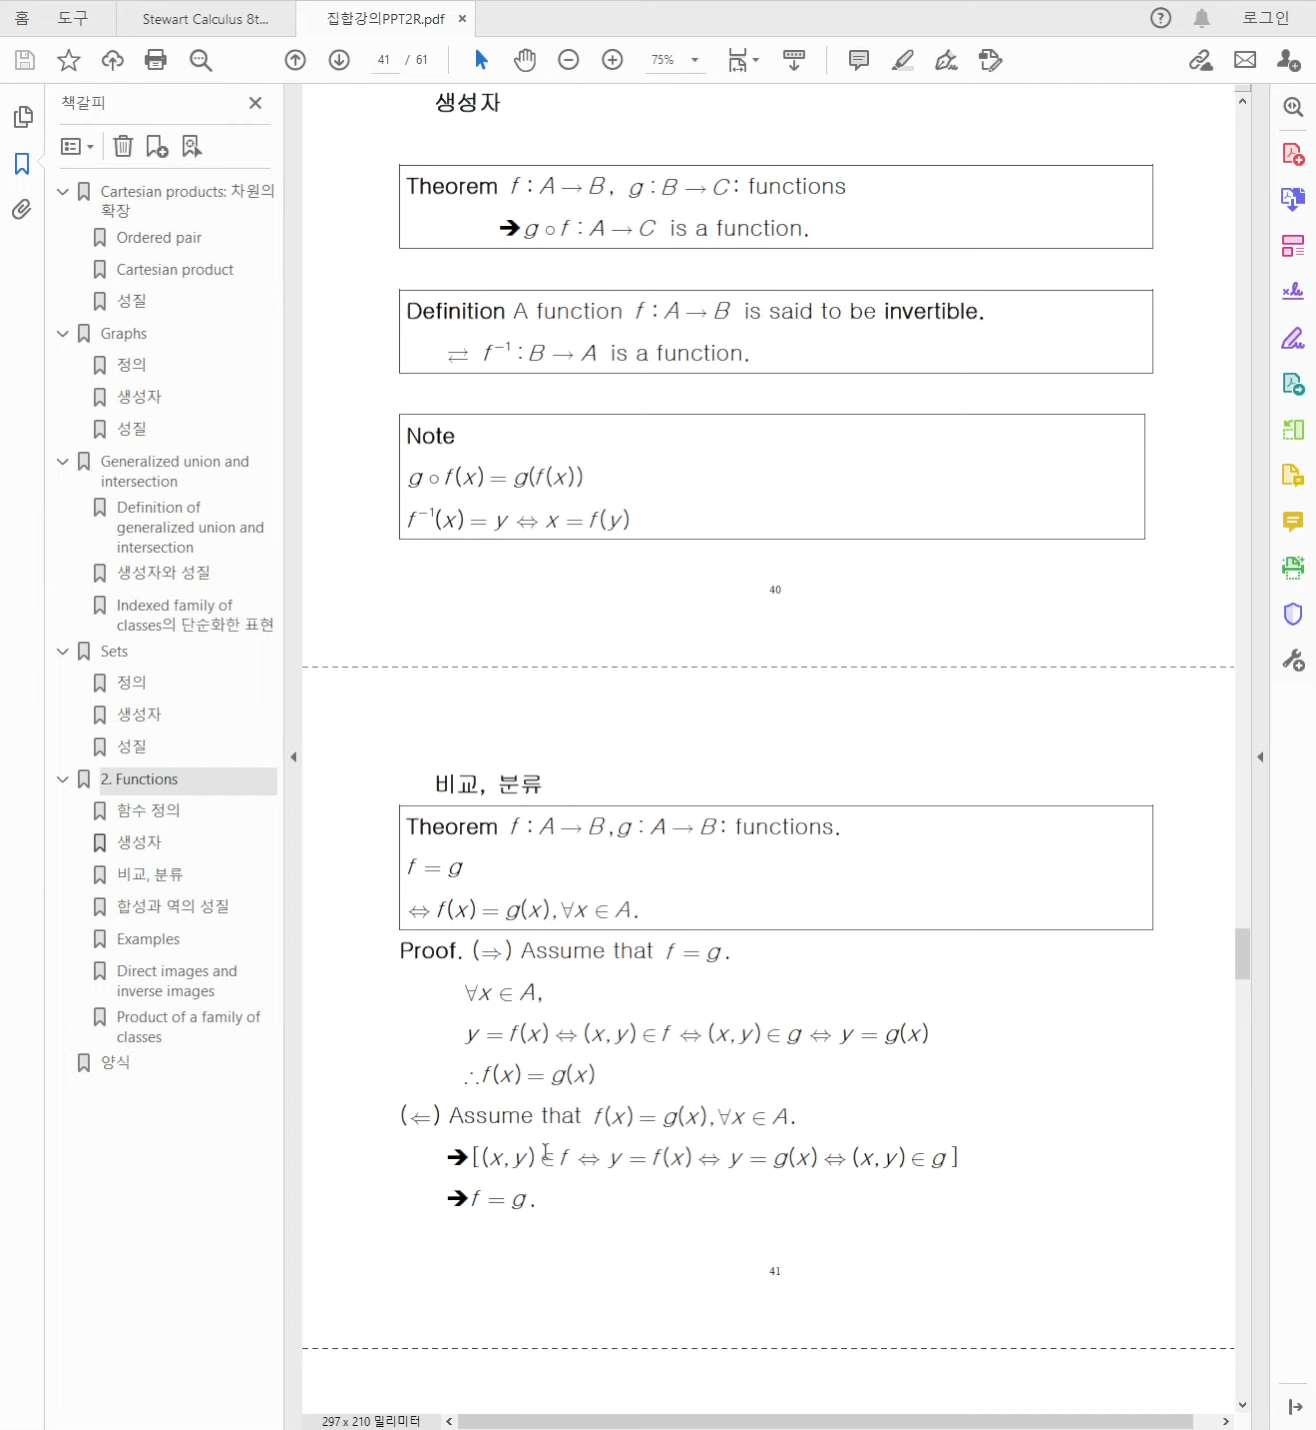 홈 도구 Stewart Calculus 8t... 집합강의PPT2R.pdf × 로그인
41 / 61 75%
책갈피
Cartesian products: 차원의
확장
Ordered pair
Cartesian product
성질
Graphs
정의
생성자
성질
Generalized union and
intersection
Definition of
generalized union and
intersection
생성자와 성질
Indexed family of
classes의 단순화한 표현
Sets
정의
생성자
성질
2. Functions
함수 정의
생성자
비교, 분류
합성과 역의 성질
Examples
Direct images and
inverse images
Product of a family of
classes
양식
생성자
Theorem f : A → B, g : B → C: functions
➔ g ∘ f : A → C is a function.
Definition A function f : A → B is said to be invertible.
⇄ f⁻¹ : B → A is a function.
Note
g ∘ f(x) = g(f(x))
f⁻¹(x) = y ⇔ x = f(y)
40
비교, 분류
Theorem f : A → B, g : A → B: functions.
f = g
⇔ f(x) = g(x), ∀x ∈ A.
Proof. (⇒) Assume that f = g.
∀x ∈ A,
y = f(x) ⇔ (x, y) ∈ f ⇔ (x, y) ∈ g ⇔ y = g(x)
∴ f(x) = g(x)
(⇐) Assume that f(x) = g(x), ∀x ∈ A.
➔ [(x, y) ∈ f ⇔ y = f(x) ⇔ y = g(x) ⇔ (x, y) ∈ g]
➔ f = g.
41
297 x 210 밀리미터